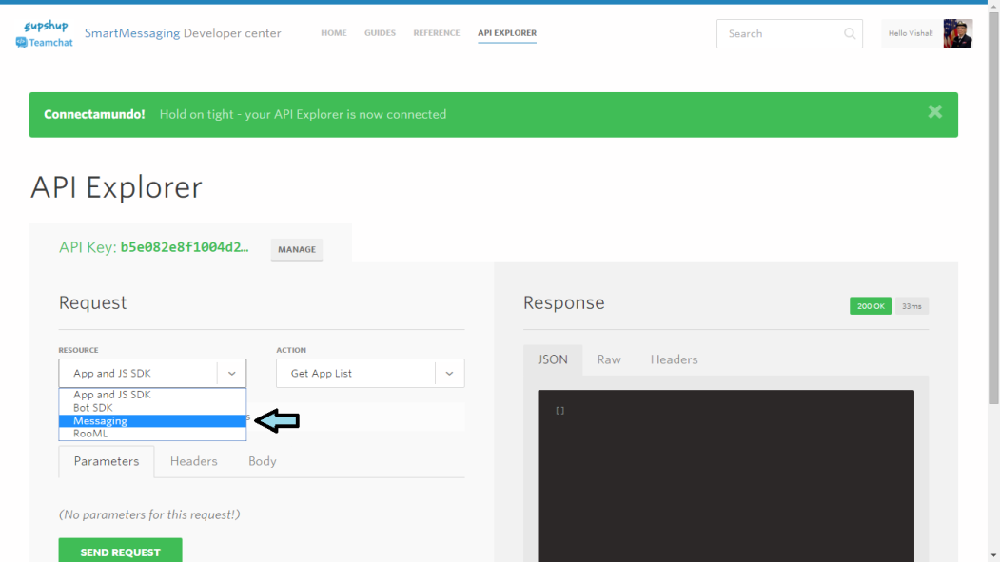 gupshup
Teamchat
SmartMessaging Developer center
HOME GUIDES REFERENCE API EXPLORER
Search
Hello Vishal!
Connectamundo! Hold on tight - your API Explorer is now connected
API Explorer
API Key: b5e082e8f1004d2… MANAGE
Request
RESOURCE ACTION
App and JS SDK Get App List
App and JS SDK
Bot SDK
Messaging
RooML
Parameters Headers Body
(No parameters for this request!)
SEND REQUEST
Response 200 OK 33ms
JSON Raw Headers
[]